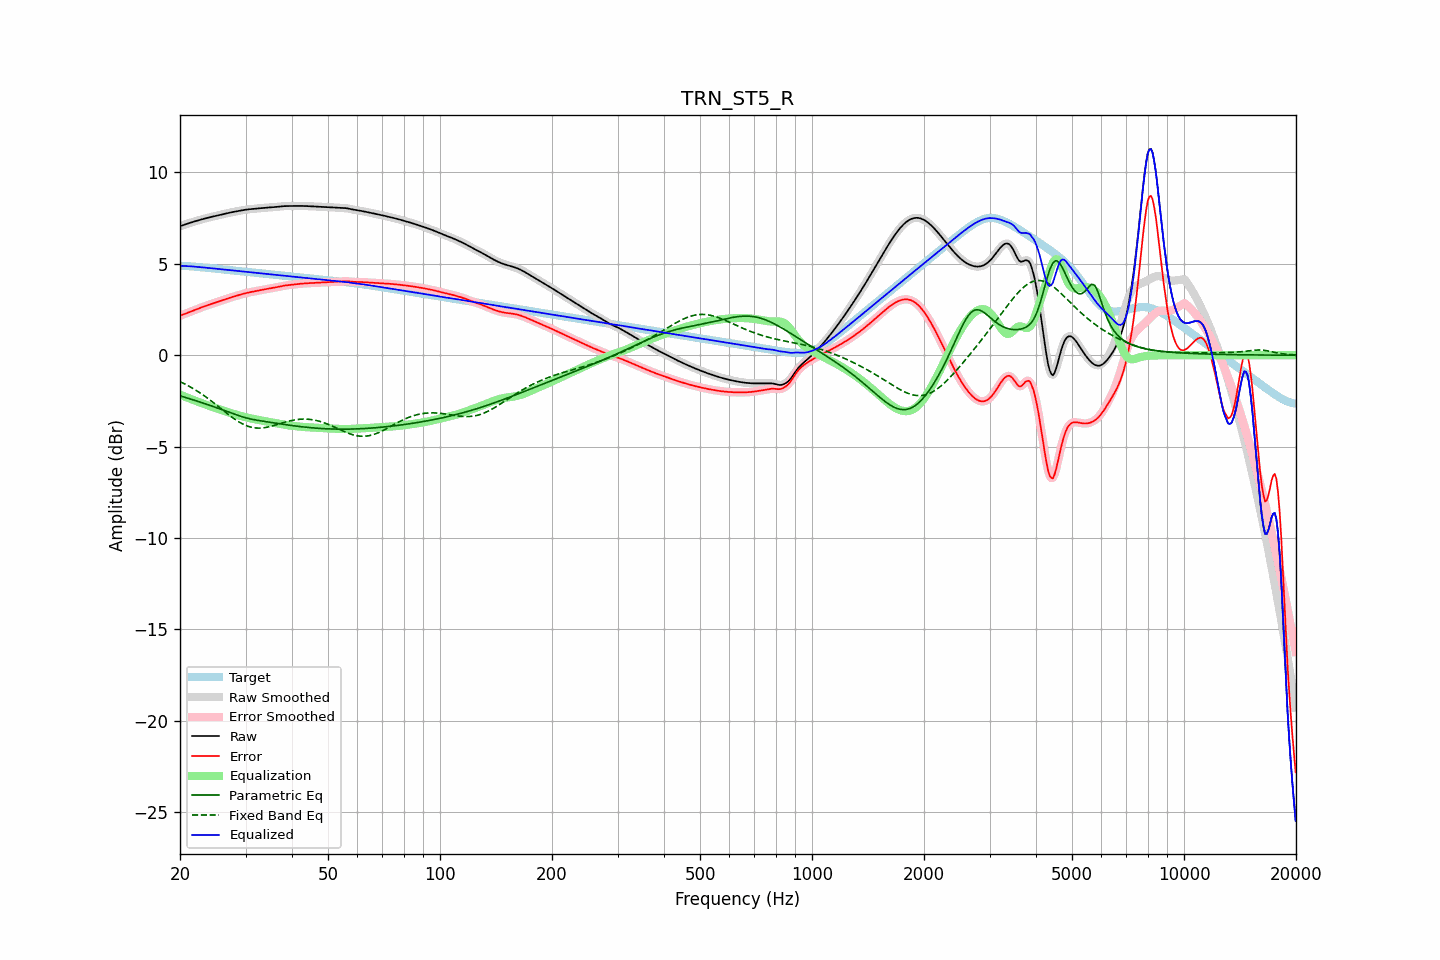 TRN_ST5_R
Amplitude (dBr)
10
5
0
−5
−10
−15
−20
−25
Target
Raw Smoothed
Error Smoothed
Raw
Error
Equalization
Parametric Eq
Fixed Band Eq
Equalized
20 50 100 200 500 1000 2000 5000 10000 20000
Frequency (Hz)